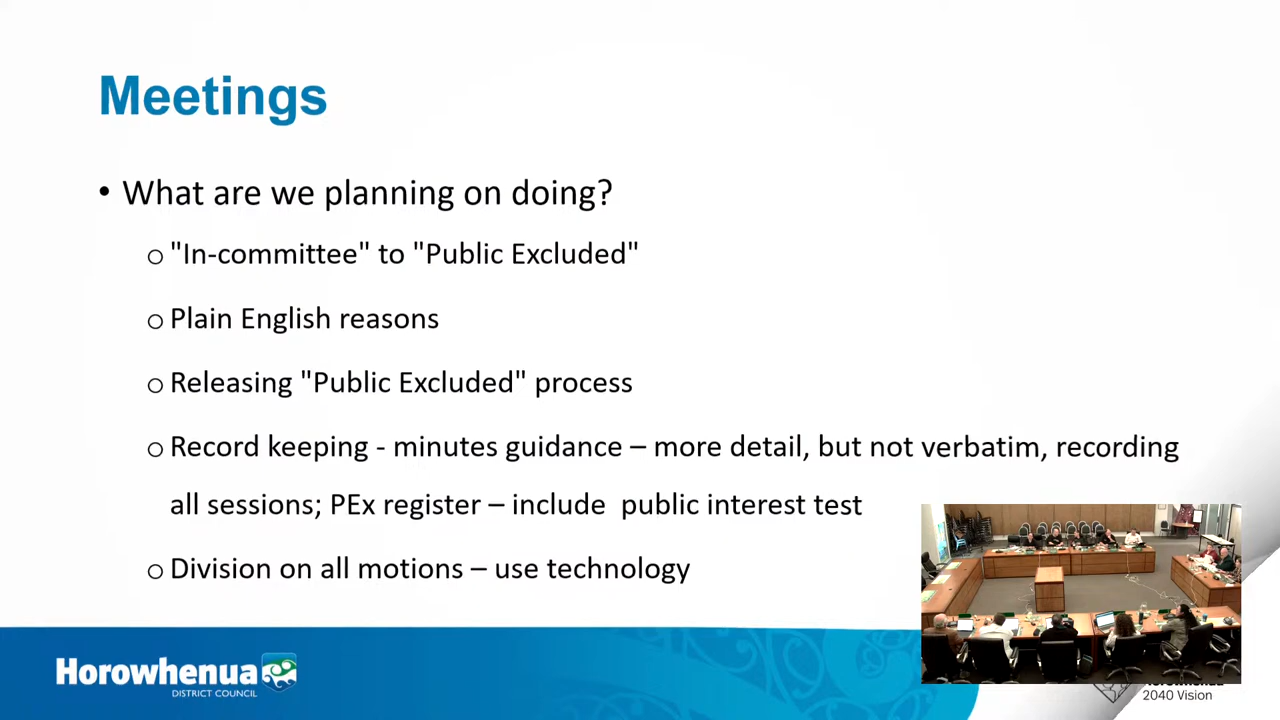 Meetings
• What are we planning on doing?
o "In-committee" to "Public Excluded"
o Plain English reasons
o Releasing "Public Excluded" process
o Record keeping - minutes guidance – more detail, but not verbatim, recording
all sessions; PEx register – include  public interest test
o Division on all motions – use technology
Horowhenua
DISTRICT COUNCIL
2040 Vision